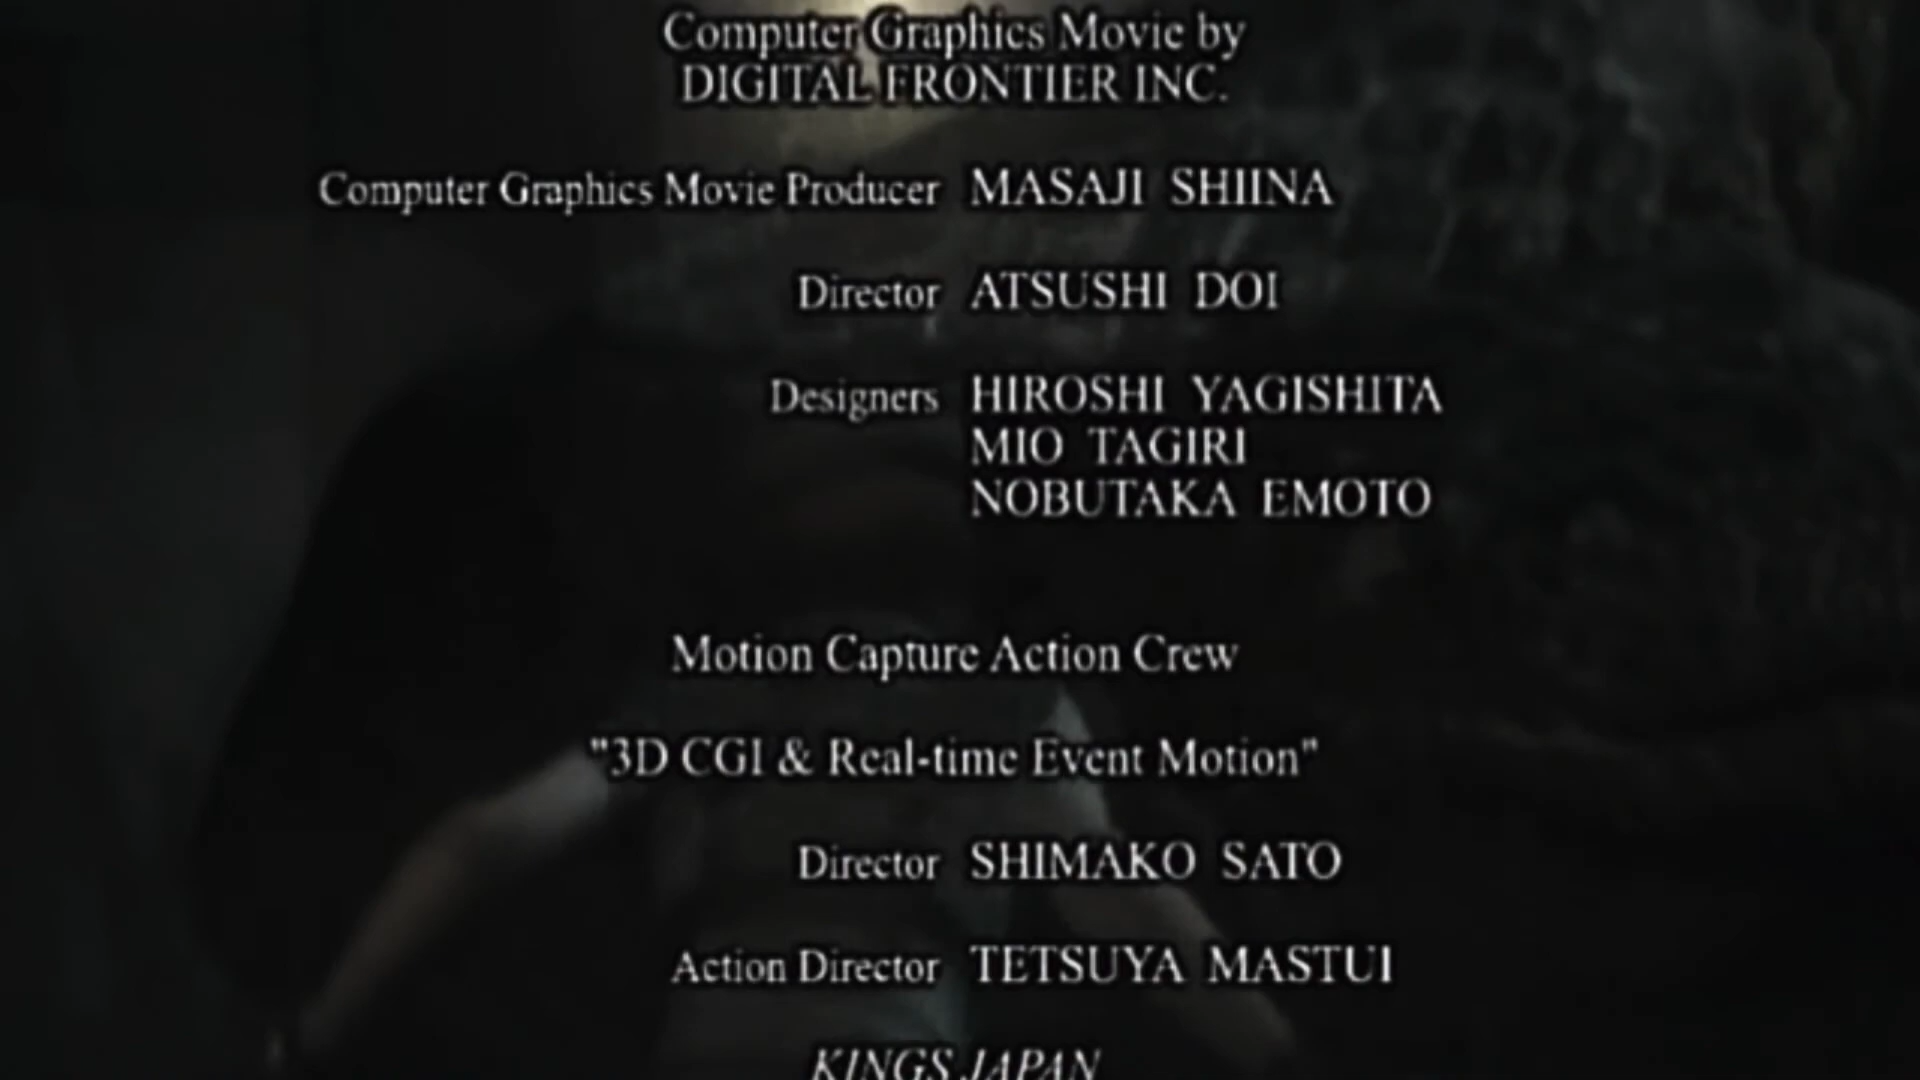 Computer Graphics Movie by
DIGITAL FRONTIER INC.
Computer Graphics Movie Producer MASAJI SHIINA
Director ATSUSHI DOI
Designers HIROSHI YAGISHITA
MIO TAGIRI
NOBUTAKA EMOTO
Motion Capture Action Crew
"3D CGI & Real-time Event Motion"
Director SHIMAKO SATO
Action Director TETSUYA MASTUI
KINGS JAPAN